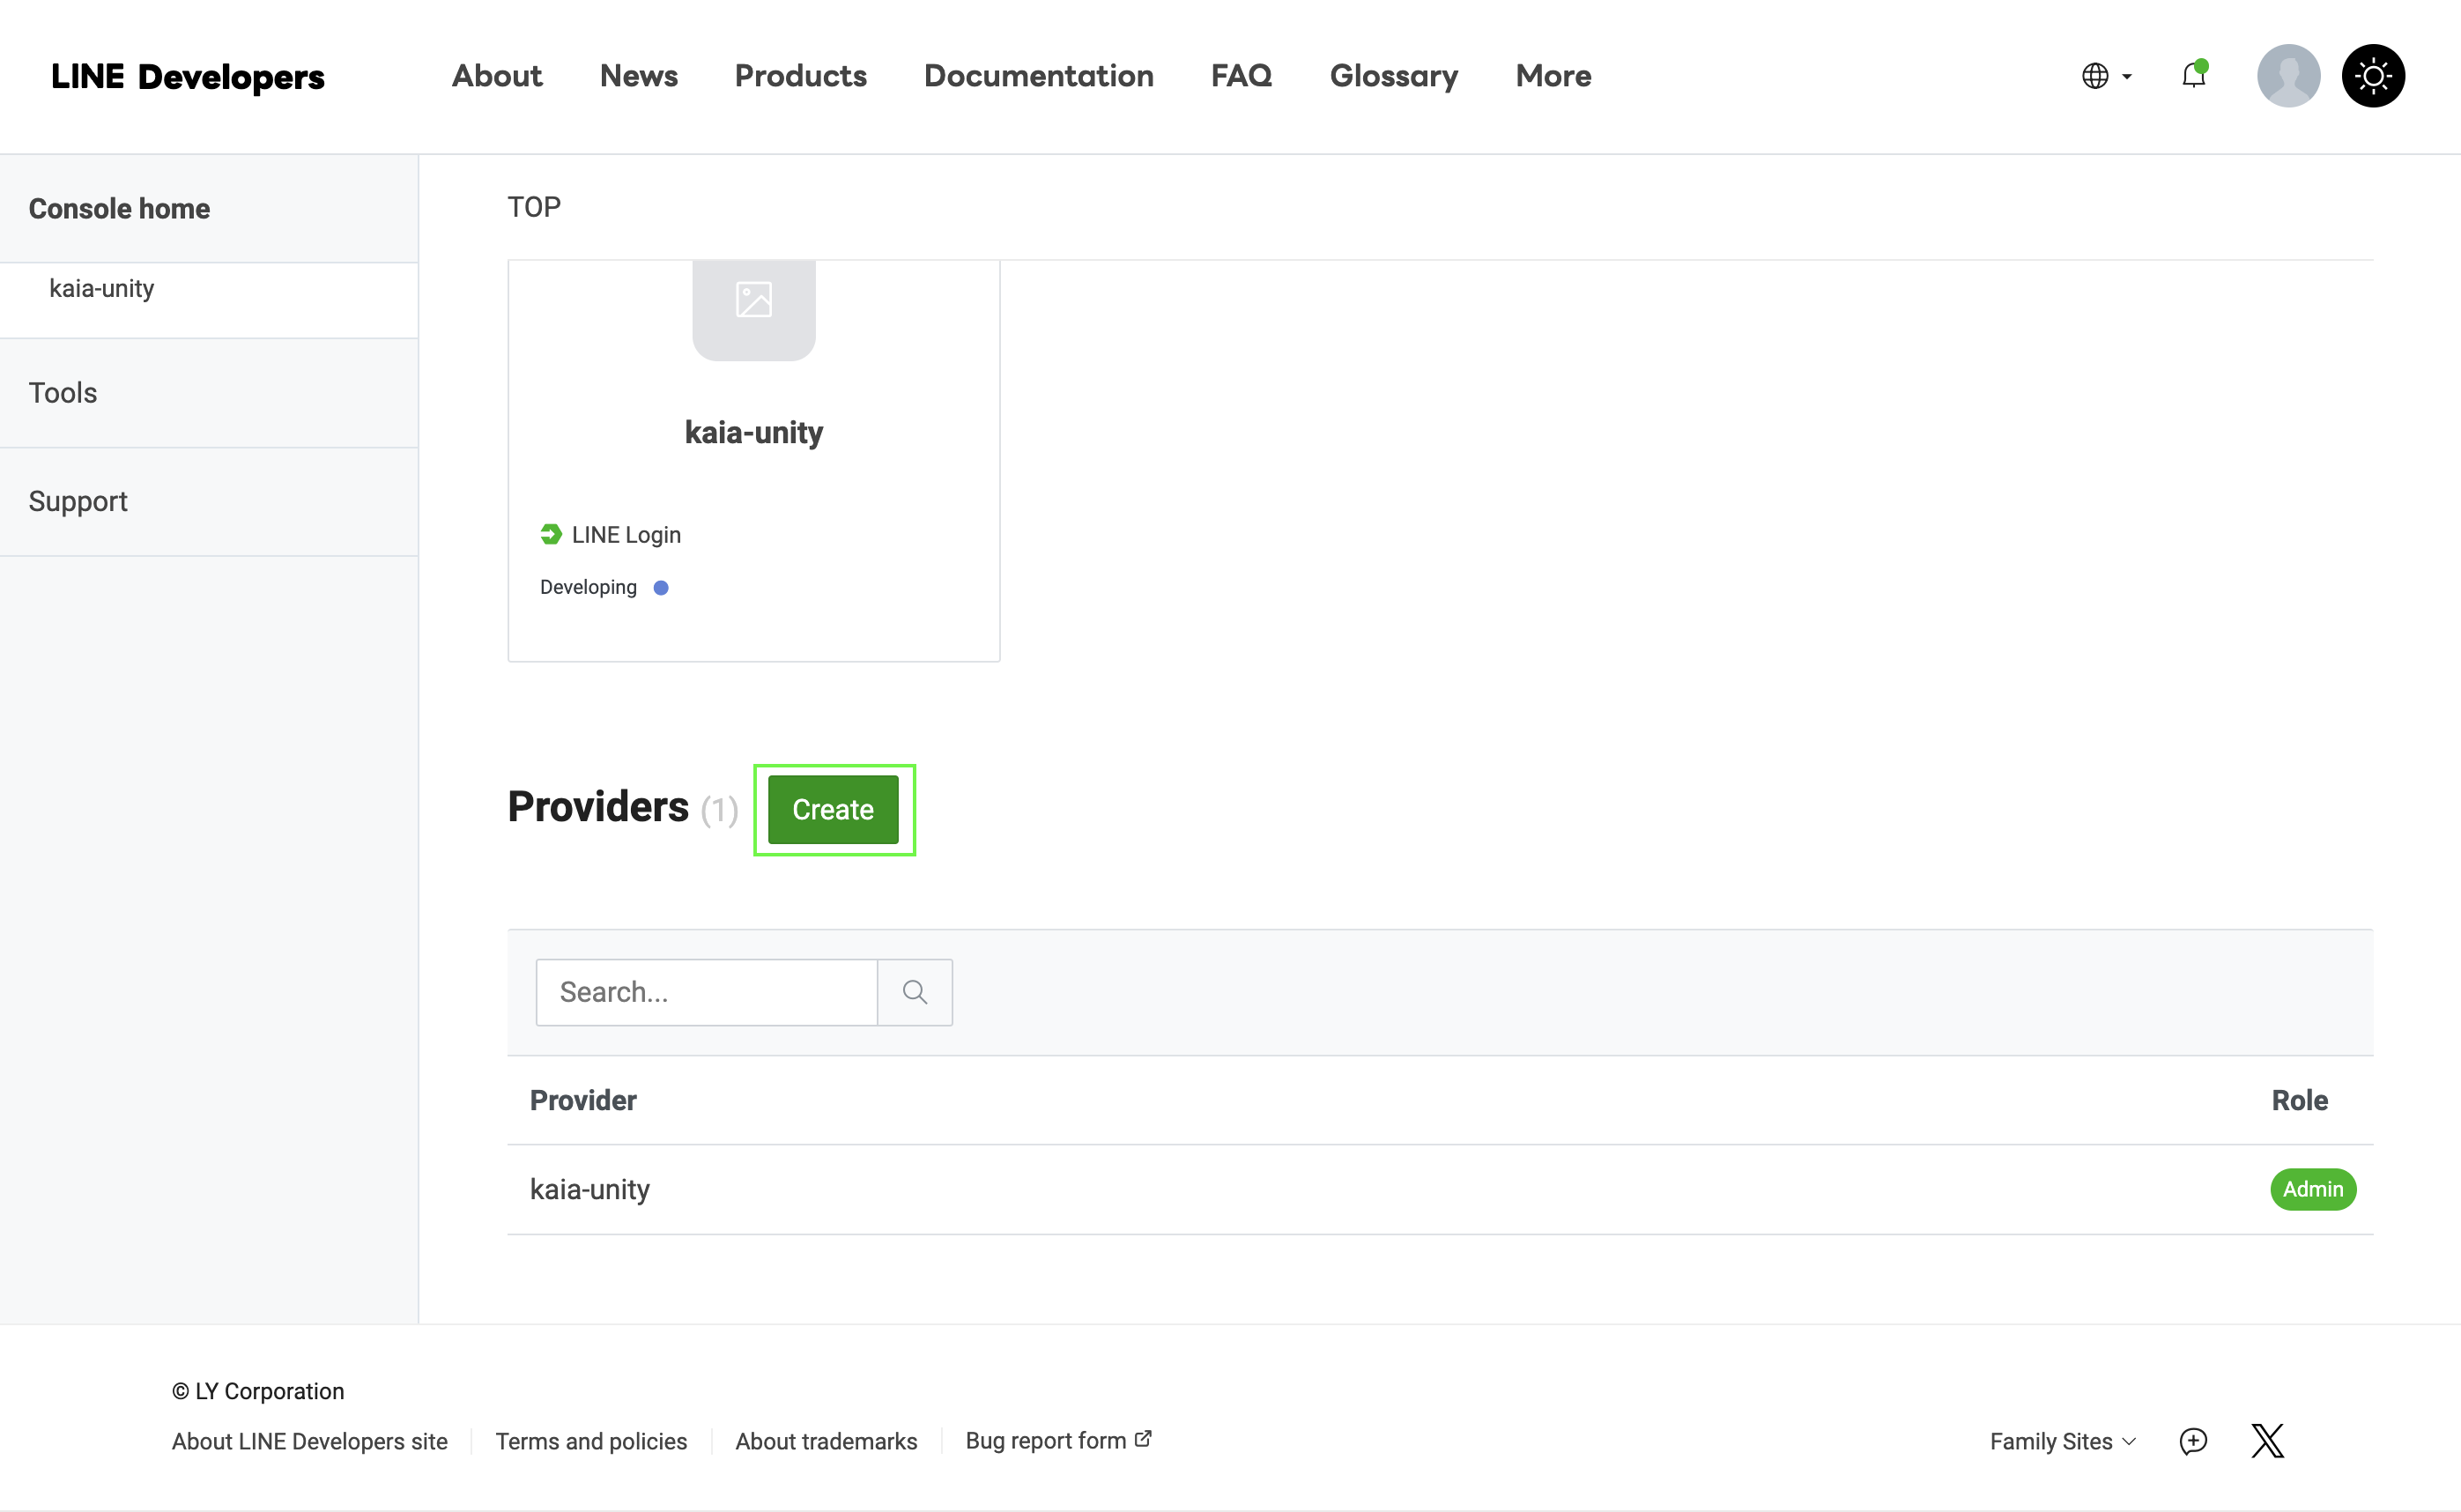 LINE Developers
About
News
Products
Documentation
FAQ
Glossary
More
Console home
kaia-unity
Tools
Support
TOP
kaia-unity
LINE Login
Developing
Providers (1)
Create
Search...
Provider
Role
kaia-unity
Admin
© LY Corporation
About LINE Developers site
Terms and policies
About trademarks
Bug report form
Family Sites